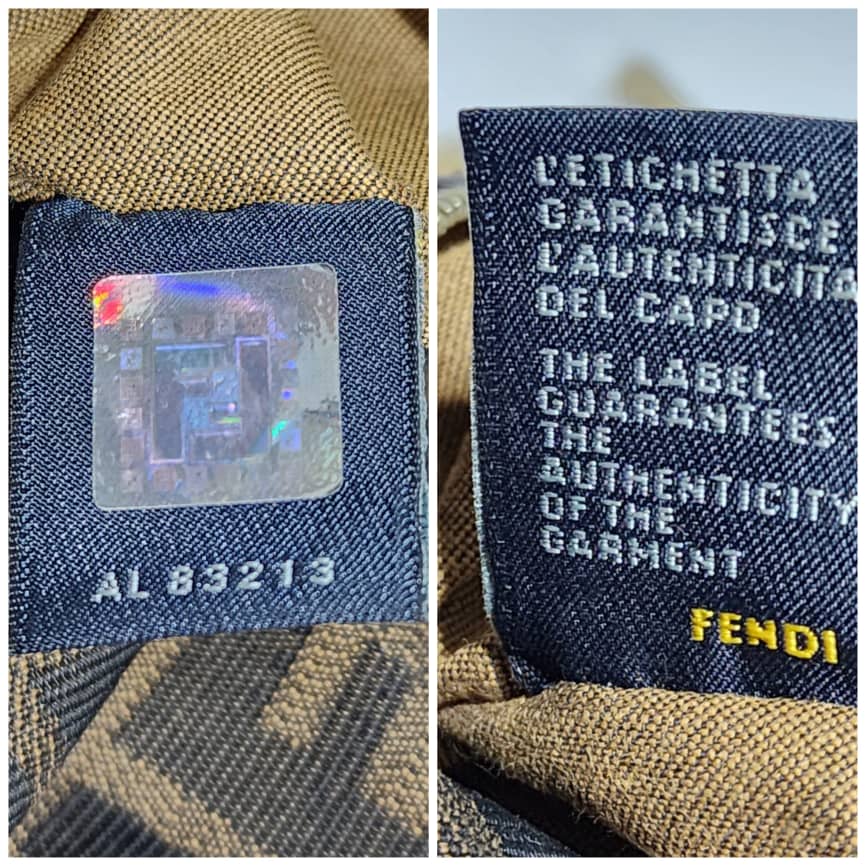 AL 83213
L'ETICHETTA
GARANTISCE
L'AUTENTICITA
DEL CAPO
THE LABEL
GUARANTEES
THE
AUTHENTICITY
OF THE
GARMENT
FENDI